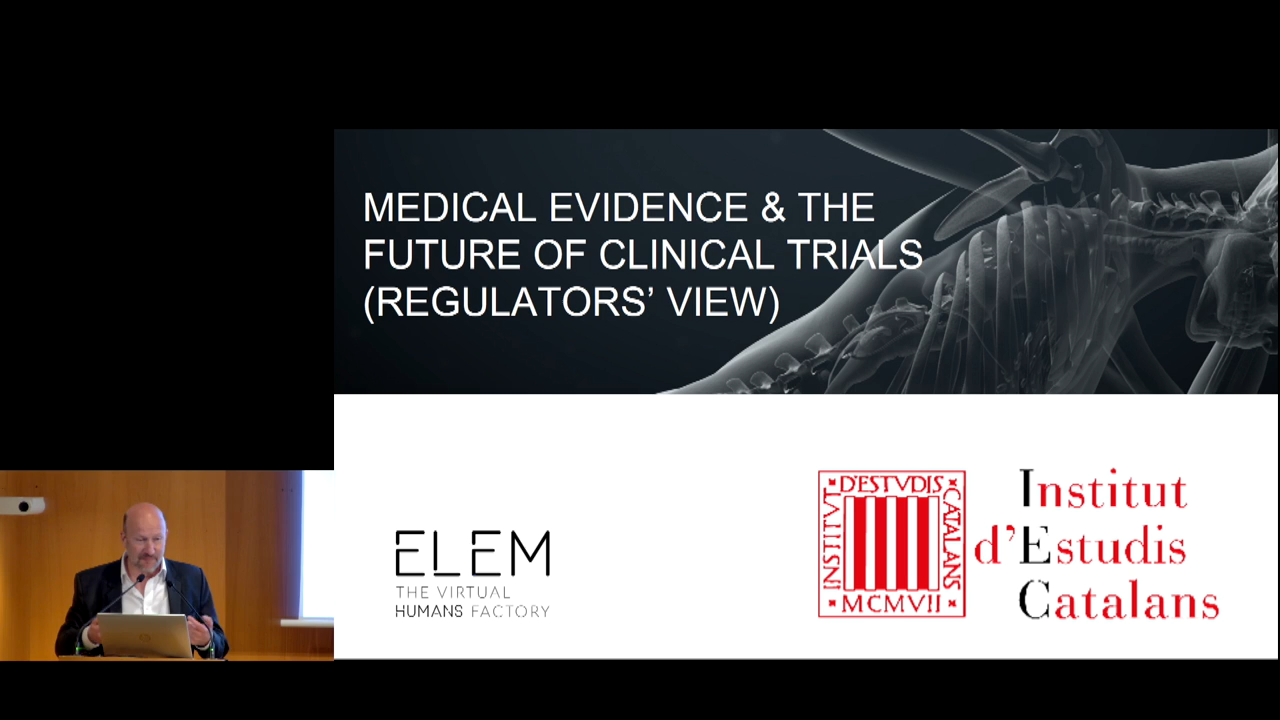 MEDICAL EVIDENCE & THE
FUTURE OF CLINICAL TRIALS
(REGULATORS’ VIEW)
ELEM
THE VIRTUAL
HUMANS FACTORY
INSTITVT D'ESTVDIS CATALANS
MCMVII
Institut
d’Estudis
Catalans